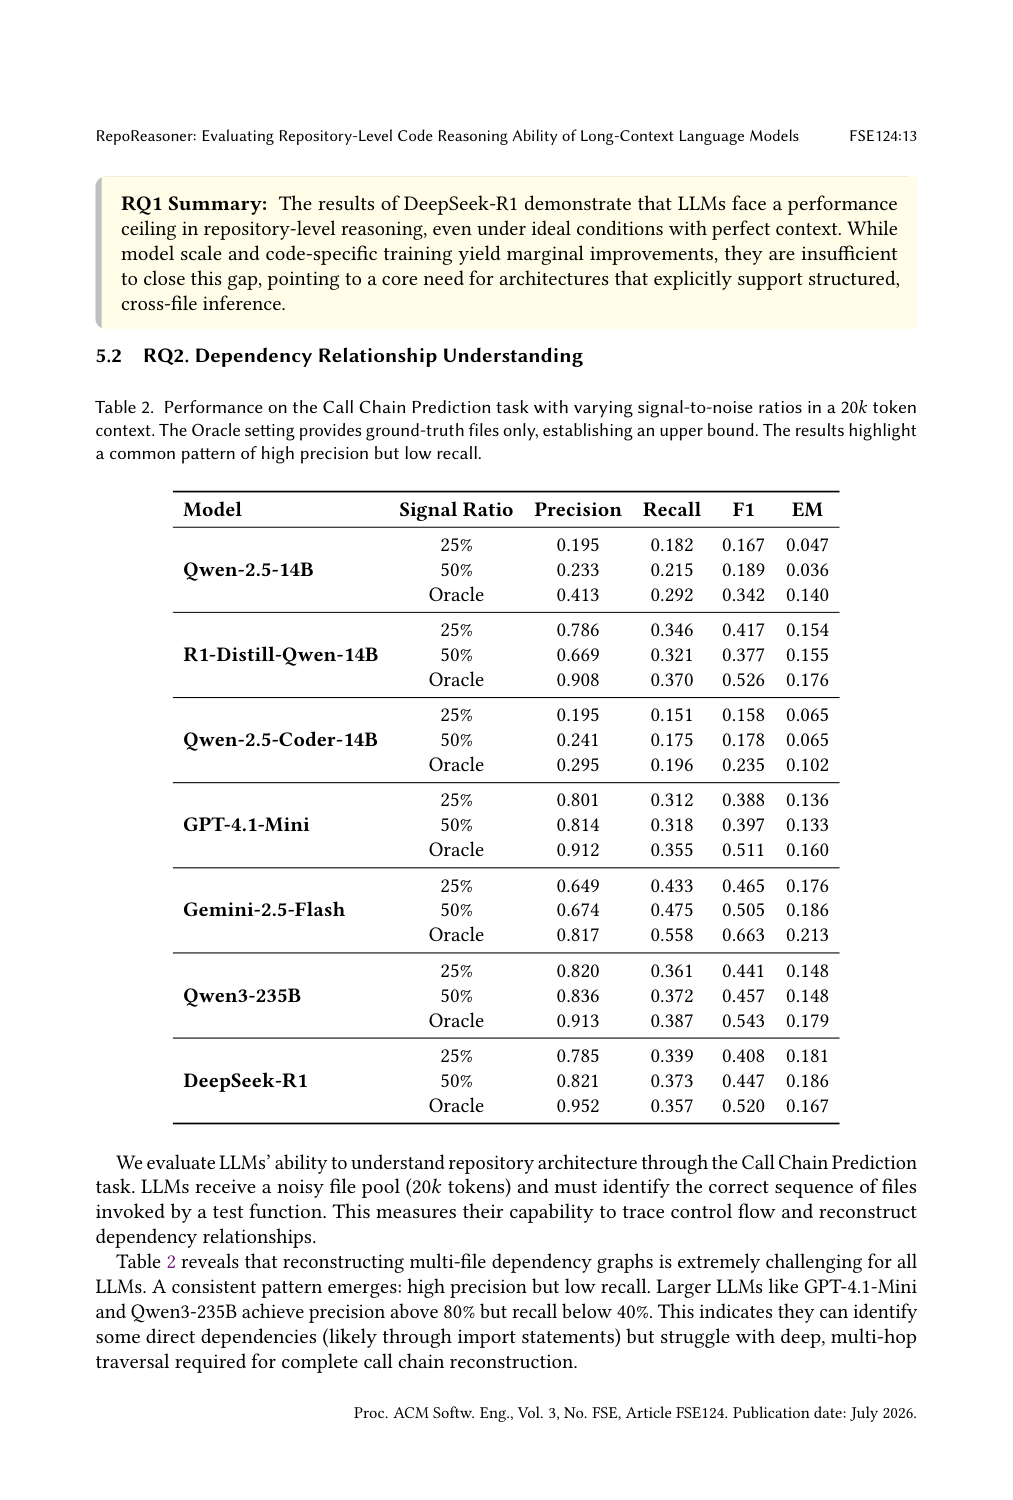 RepoReasoner: Evaluating Repository-Level Code Reasoning Ability of Long-Context Language Models FSE124:13
RQ1 Summary: The results of DeepSeek-R1 demonstrate that LLMs face a performance
ceiling in repository-level reasoning, even under ideal conditions with perfect context. While
model scale and code-specific training yield marginal improvements, they are insufficient
to close this gap, pointing to a core need for architectures that explicitly support structured,
cross-file inference.
5.2 RQ2. Dependency Relationship Understanding
Table 2. Performance on the Call Chain Prediction task with varying signal-to-noise ratios in a 20k token
context. The Oracle setting provides ground-truth files only, establishing an upper bound. The results highlight
a common pattern of high precision but low recall.
Model Signal Ratio Precision Recall F1 EM
25% 0.195 0.182 0.167 0.047
Qwen-2.5-14B 50% 0.233 0.215 0.189 0.036
Oracle 0.413 0.292 0.342 0.140
25% 0.786 0.346 0.417 0.154
R1-Distill-Qwen-14B 50% 0.669 0.321 0.377 0.155
Oracle 0.908 0.370 0.526 0.176
25% 0.195 0.151 0.158 0.065
Qwen-2.5-Coder-14B 50% 0.241 0.175 0.178 0.065
Oracle 0.295 0.196 0.235 0.102
25% 0.801 0.312 0.388 0.136
GPT-4.1-Mini 50% 0.814 0.318 0.397 0.133
Oracle 0.912 0.355 0.511 0.160
25% 0.649 0.433 0.465 0.176
Gemini-2.5-Flash 50% 0.674 0.475 0.505 0.186
Oracle 0.817 0.558 0.663 0.213
25% 0.820 0.361 0.441 0.148
Qwen3-235B 50% 0.836 0.372 0.457 0.148
Oracle 0.913 0.387 0.543 0.179
25% 0.785 0.339 0.408 0.181
DeepSeek-R1 50% 0.821 0.373 0.447 0.186
Oracle 0.952 0.357 0.520 0.167
We evaluate LLMs' ability to understand repository architecture through the Call Chain Prediction
task. LLMs receive a noisy file pool (20k tokens) and must identify the correct sequence of files
invoked by a test function. This measures their capability to trace control flow and reconstruct
dependency relationships.
Table 2 reveals that reconstructing multi-file dependency graphs is extremely challenging for all
LLMs. A consistent pattern emerges: high precision but low recall. Larger LLMs like GPT-4.1-Mini
and Qwen3-235B achieve precision above 80% but recall below 40%. This indicates they can identify
some direct dependencies (likely through import statements) but struggle with deep, multi-hop
traversal required for complete call chain reconstruction.
Proc. ACM Softw. Eng., Vol. 3, No. FSE, Article FSE124. Publication date: July 2026.